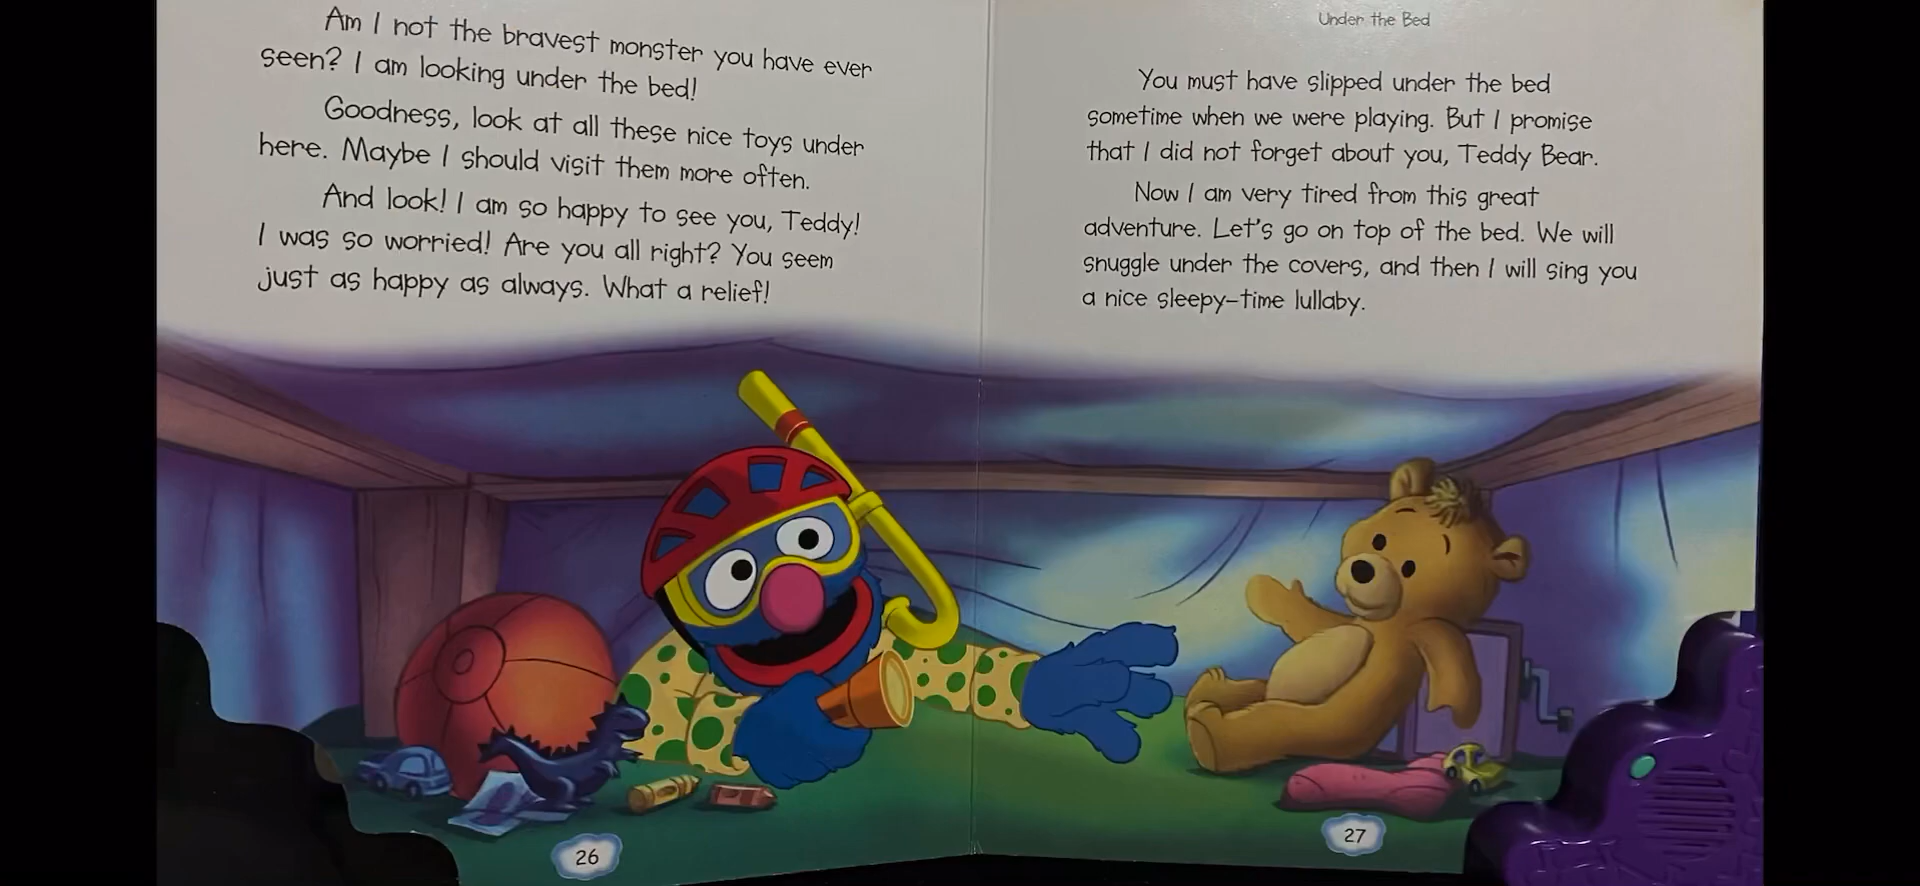 Am I not the bravest monster you have ever
seen? I am looking under the bed!
Goodness, look at all these nice toys under
here. Maybe I should visit them more often.
And look! I am so happy to see you, Teddy!
I was so worried! Are you all right? You seem
just as happy as always. What a relief!
26
Under the Bed
You must have slipped under the bed
sometime when we were playing. But I promise
that I did not forget about you, Teddy Bear.
Now I am very tired from this great
adventure. Let's go on top of the bed. We will
snuggle under the covers, and then I will sing you
a nice sleepy-time lullaby.
27